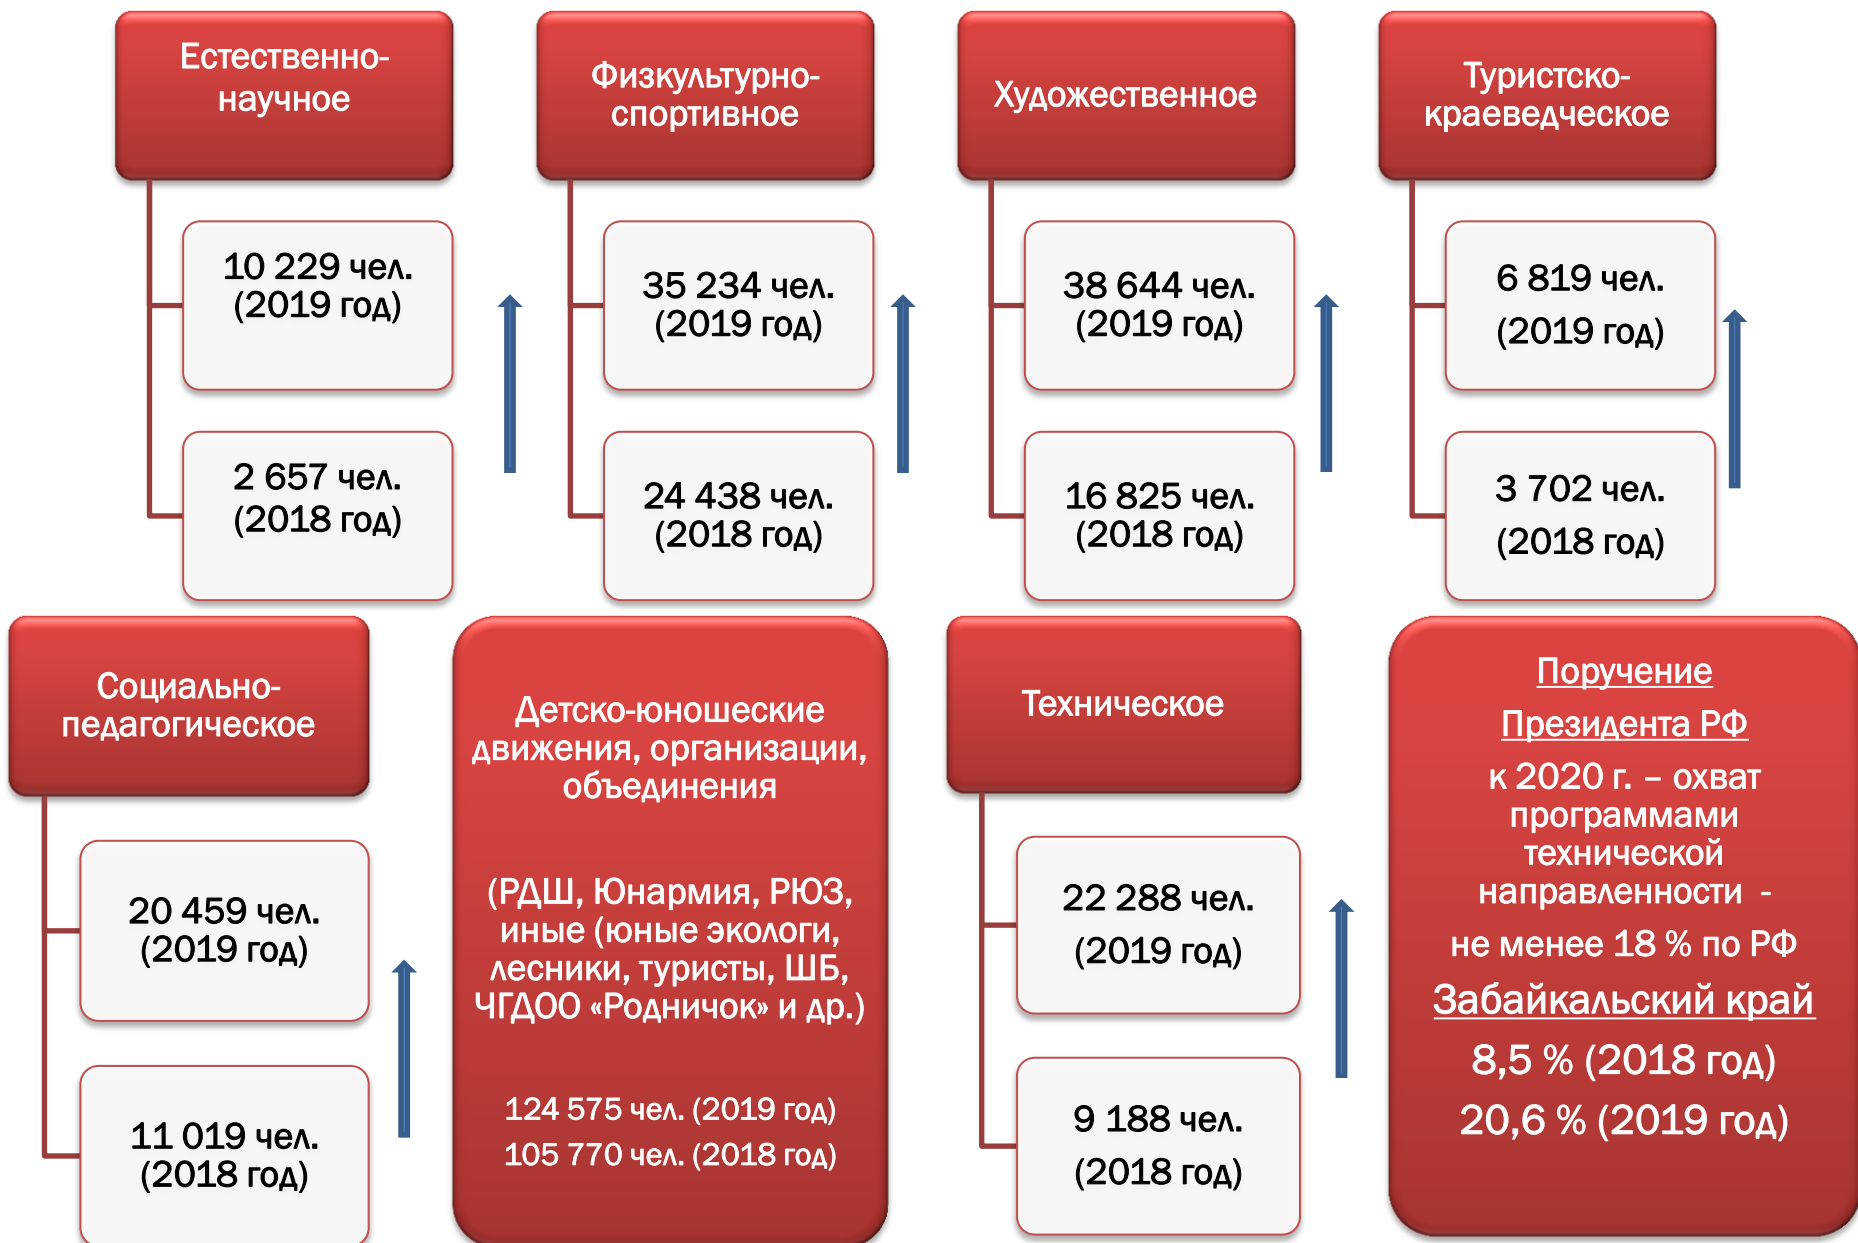 Естественно-
научное
10 229 чел.
(2019 год)
2 657 чел.
(2018 год)
Физкультурно-
спортивное
35 234 чел.
(2019 год)
24 438 чел.
(2018 год)
Художественное
38 644 чел.
(2019 год)
16 825 чел.
(2018 год)
Туристско-
краеведческое
6 819 чел.
(2019 год)
3 702 чел.
(2018 год)
Социально-
педагогическое
20 459 чел.
(2019 год)
11 019 чел.
(2018 год)
Детско-юношеские
движения, организации,
объединения
(РДШ, Юнармия, РЮЗ,
иные (юные экологи,
лесники, туристы, ШБ,
ЧГДОО «Родничок» и др.)
124 575 чел. (2019 год)
105 770 чел. (2018 год)
Техническое
22 288 чел.
(2019 год)
9 188 чел.
(2018 год)
Поручение
Президента РФ
к 2020 г. – охват
программами
технической
направленности -
не менее 18 % по РФ
Забайкальский край
8,5 % (2018 год)
20,6 % (2019 год)